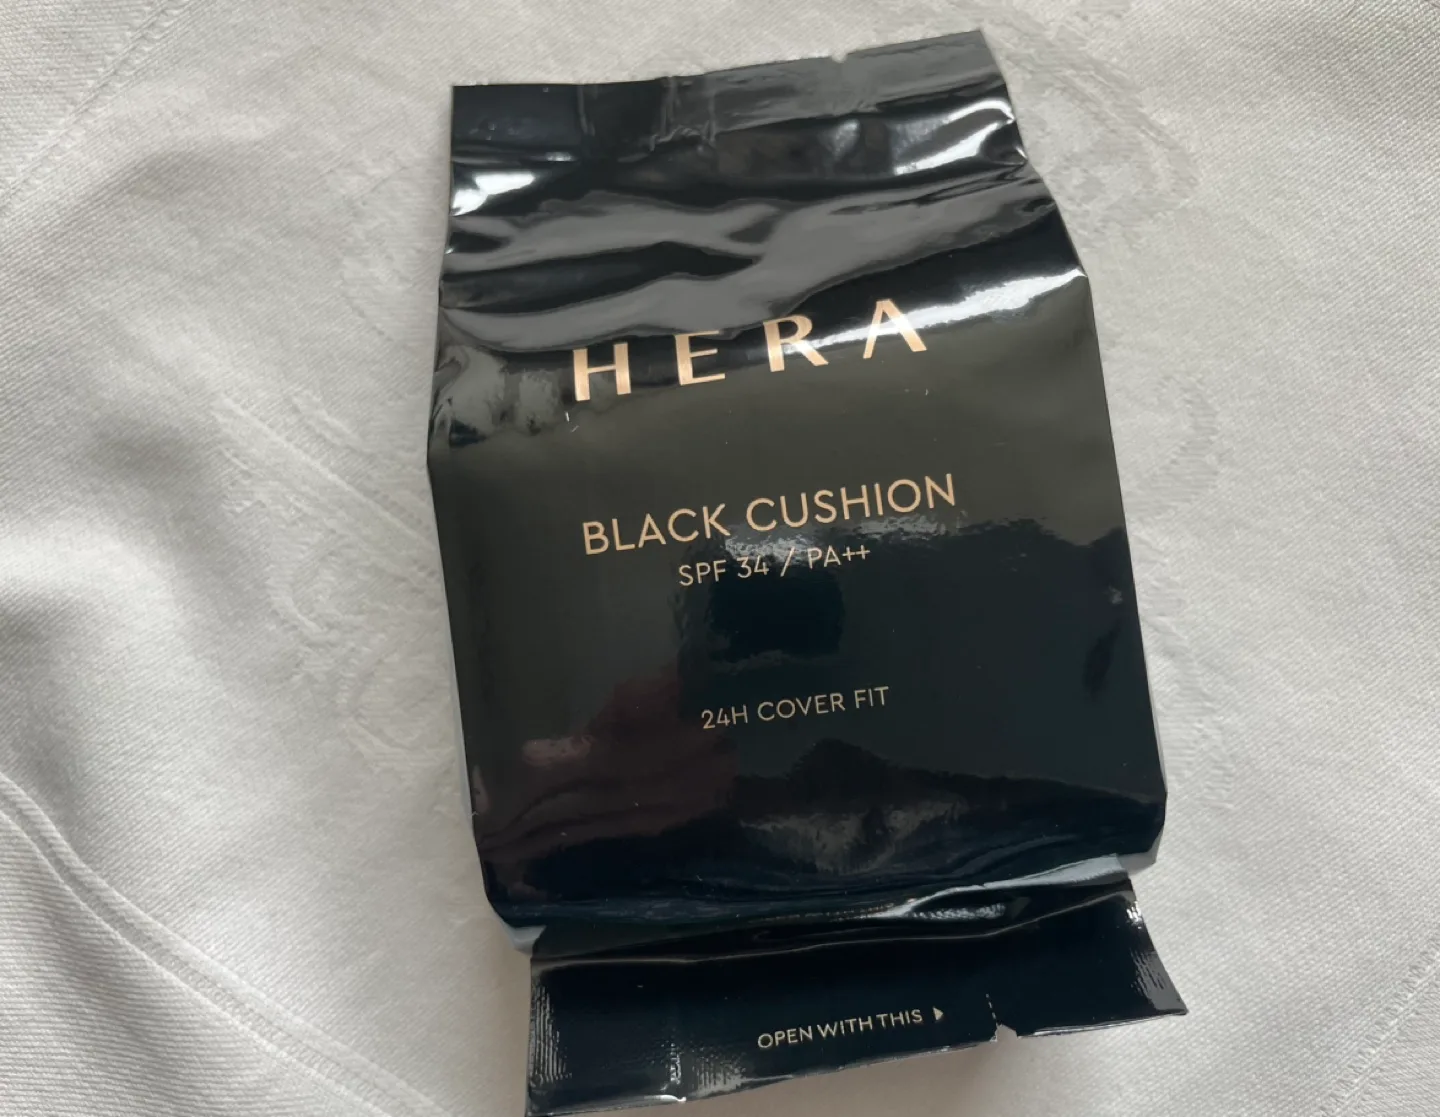 HERA
BLACK CUSHION
SPF 34 / PA++
24H COVER FIT
OPEN WITH THIS ▶